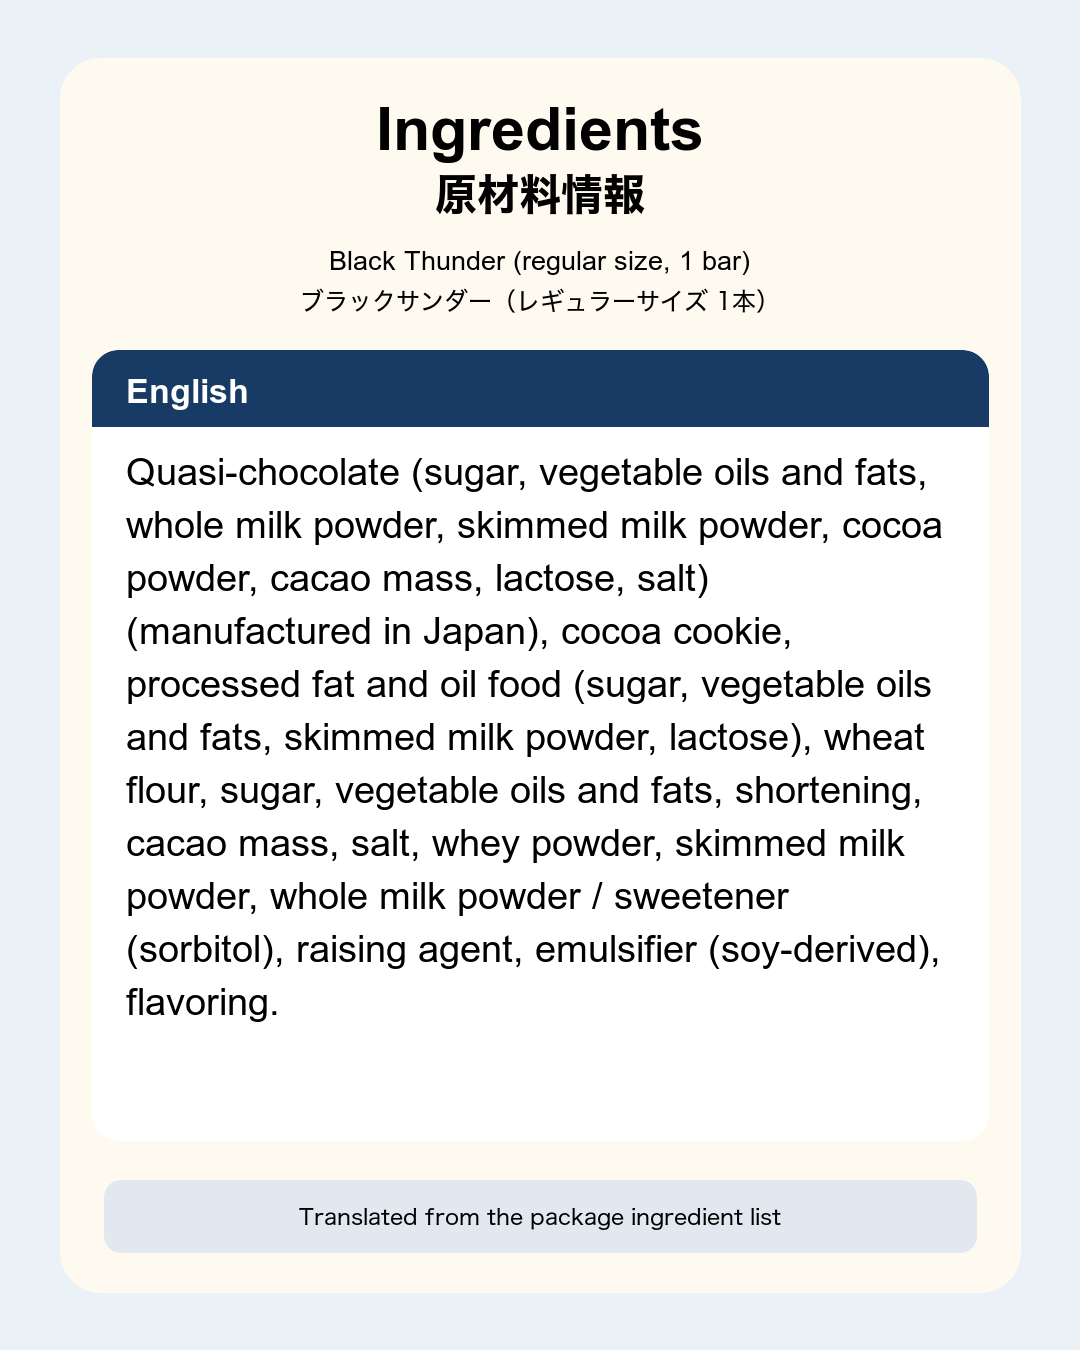 Ingredients
原材料情報
Black Thunder (regular size, 1 bar)
ブラックサンダー（レギュラーサイズ 1本）
English
Quasi-chocolate (sugar, vegetable oils and fats,
whole milk powder, skimmed milk powder, cocoa
powder, cacao mass, lactose, salt)
(manufactured in Japan), cocoa cookie,
processed fat and oil food (sugar, vegetable oils
and fats, skimmed milk powder, lactose), wheat
flour, sugar, vegetable oils and fats, shortening,
cacao mass, salt, whey powder, skimmed milk
powder, whole milk powder / sweetener
(sorbitol), raising agent, emulsifier (soy-derived),
flavoring.
Translated from the package ingredient list